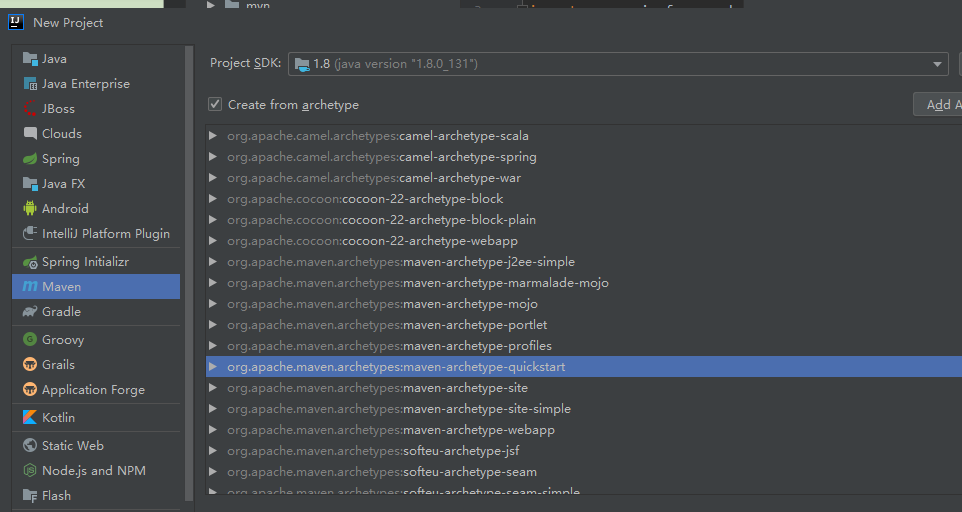 mvn
New Project
Java
Java Enterprise
JBoss
Clouds
Spring
Java FX
Android
IntelliJ Platform Plugin
Spring Initializr
Maven
Gradle
Groovy
Grails
Application Forge
Kotlin
Static Web
Node.js and NPM
Flash
Project SDK: 1.8 (java version "1.8.0_131")
Create from archetype
Add A
org.apache.camel.archetypes:camel-archetype-scala
org.apache.camel.archetypes:camel-archetype-spring
org.apache.camel.archetypes:camel-archetype-war
org.apache.cocoon:cocoon-22-archetype-block
org.apache.cocoon:cocoon-22-archetype-block-plain
org.apache.cocoon:cocoon-22-archetype-webapp
org.apache.maven.archetypes:maven-archetype-j2ee-simple
org.apache.maven.archetypes:maven-archetype-marmalade-mojo
org.apache.maven.archetypes:maven-archetype-mojo
org.apache.maven.archetypes:maven-archetype-portlet
org.apache.maven.archetypes:maven-archetype-profiles
org.apache.maven.archetypes:maven-archetype-quickstart
org.apache.maven.archetypes:maven-archetype-site
org.apache.maven.archetypes:maven-archetype-site-simple
org.apache.maven.archetypes:maven-archetype-webapp
org.apache.maven.archetypes:softeu-archetype-jsf
org.apache.maven.archetypes:softeu-archetype-seam
org.apache.maven.archetypes:softeu-archetype-seam-simple